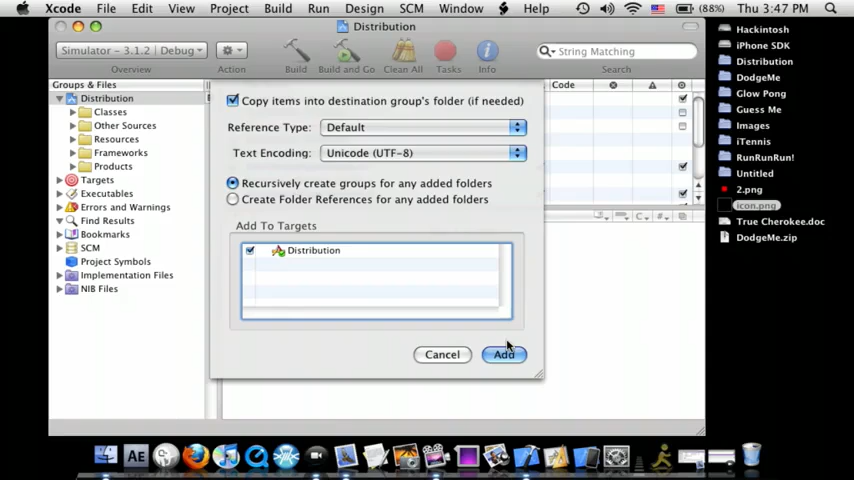 Xcode File Edit View Project Build Run Design SCM Window Help (88%) Thu 3:47 PM
Distribution
Simulator - 3.1.2 | Debug
String Matching
Overview Action Build Build and Go Clean All Tasks Info Search
Groups & Files
Code
Distribution
Classes
Other Sources
Resources
Frameworks
Products
Targets
Executables
Errors and Warnings
Find Results
Bookmarks
SCM
Project Symbols
Implementation Files
NIB Files
Copy items into destination group's folder (if needed)
Reference Type: Default
Text Encoding: Unicode (UTF-8)
Recursively create groups for any added folders
Create Folder References for any added folders
Add To Targets
Distribution
Cancel Add
Hackintosh
iPhone SDK
Distribution
DodgeMe
Glow Pong
Guess Me
Images
iTennis
RunRunRun!
Untitled
2.png
icon.png
True Cherokee.doc
DodgeMe.zip
AE